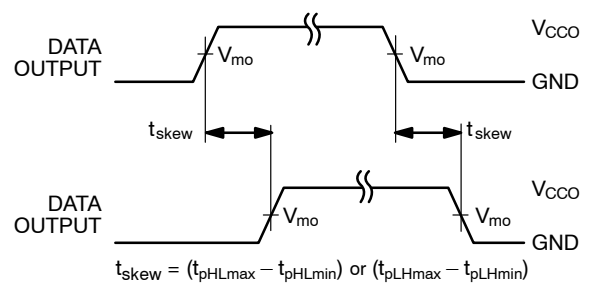 DATA OUTPUT
Vmo
Vmo
VCCO
GND
tskew
tskew
DATA OUTPUT
Vmo
Vmo
VCCO
GND
tskew = (tpHLmax – tpHLmin) or (tpLHmax – tpLHmin)